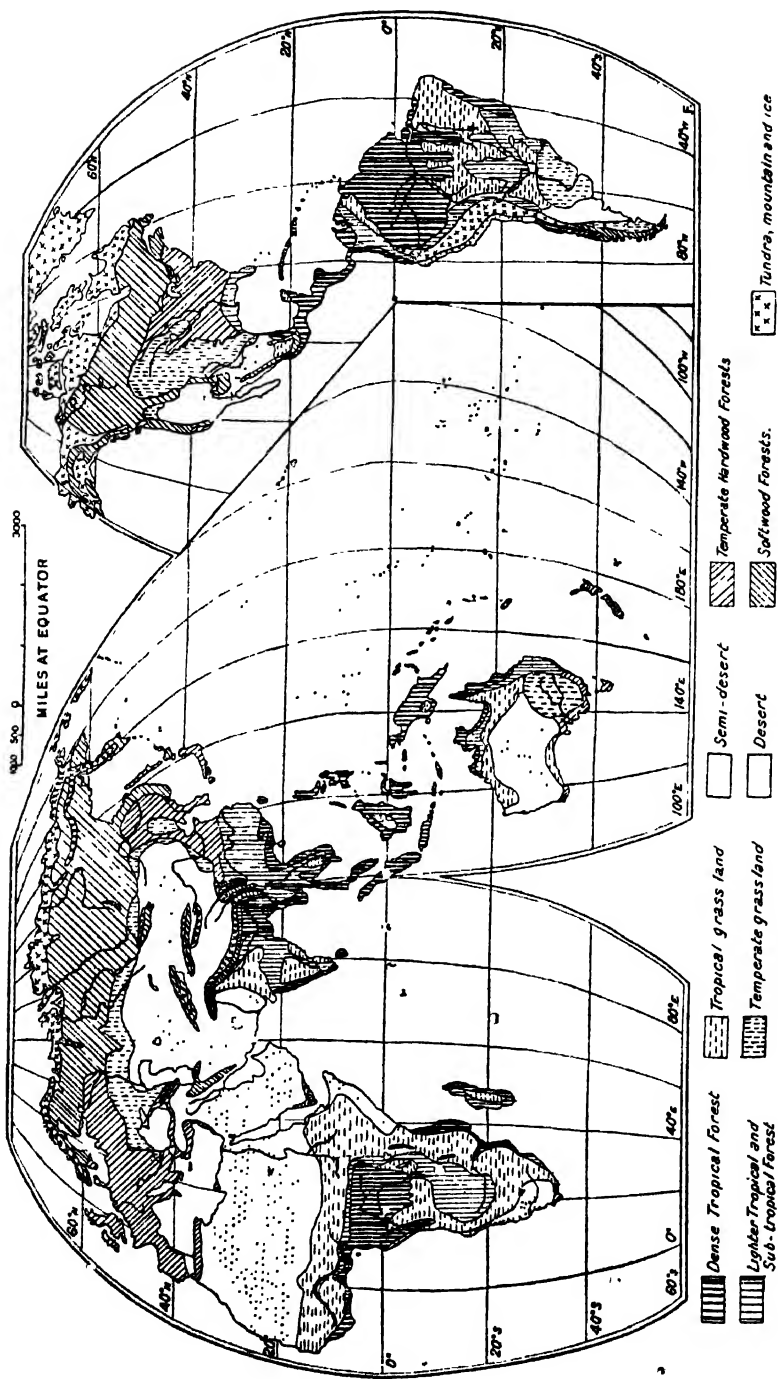 1000 500 0 3000
MILES AT EQUATOR
60°N
40°N
20°
0°
20°S
40°S
60°S
0°
40°E
80°E
100°E
140°E
180°E
140°W
100°W
60°N
40°N
20°N
0°
20°S
40°S
80°W
40°W
Dense Tropical Forest
Lighter Tropical and
Sub-tropical Forest
Tropical grass land
Temperate grass land
Semi-desert
Desert
Temperate Hardwood Forests
Softwood Forests.
Tundra, mountain and ice